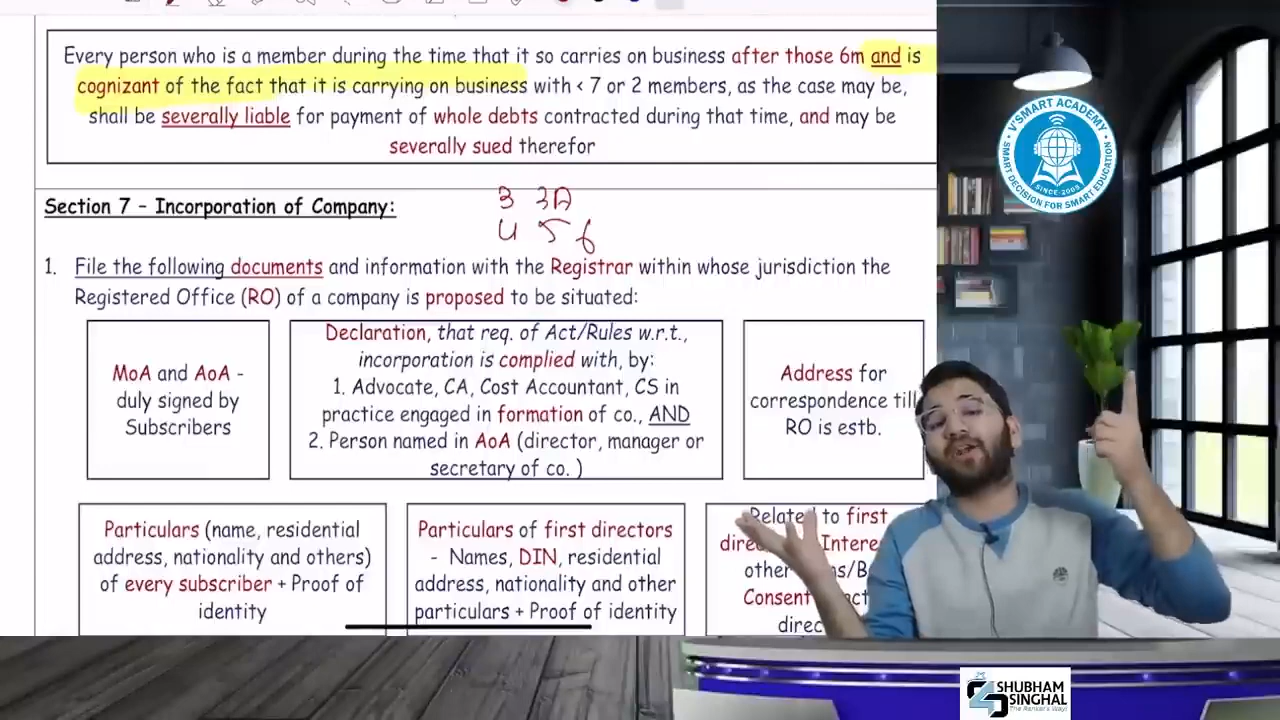 Every person who is a member during the time that it so carries on business after those 6m and is
cognizant of the fact that it is carrying on business with < 7 or 2 members, as the case may be,
shall be severally liable for payment of whole debts contracted during that time, and may be
severally sued therefor
3 3A
4 5 6
Section 7 - Incorporation of Company:
1. File the following documents and information with the Registrar within whose jurisdiction the
Registered Office (RO) of a company is proposed to be situated:
MoA and AoA -
duly signed by
Subscribers
Declaration, that req. of Act/Rules w.r.t.,
incorporation is complied with, by:
1. Advocate, CA, Cost Accountant, CS in
practice engaged in formation of co., AND
2. Person named in AoA (director, manager or
secretary of co. )
Address for
correspondence till
RO is estb.
Particulars (name, residential
address, nationality and others)
of every subscriber + Proof of
identity
Particulars of first directors
- Names, DIN, residential
address, nationality and other
particulars + Proof of identity
Related to first
other
Consent
V'SMART ACADEMY
SMART DECISION FOR SMART EDUCATION
SINCE-2005
SHUBHAM
SINGHAL
The Rankers Way!